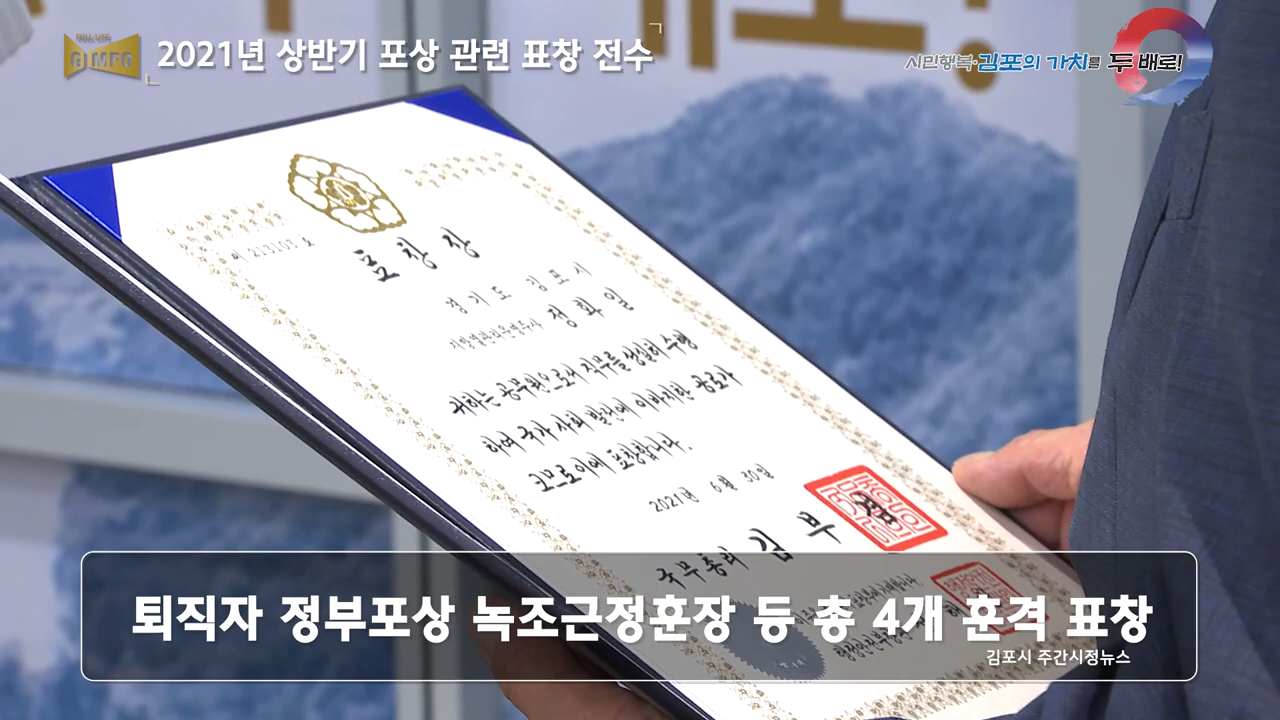 GIMPO
2021년 상반기 포상 관련 표창 전수
시민행복·김포의 가치를 두 배로!
제 213103 호
표창장
경기도 김포시
정화일
귀하는 공무원으로서 직무를 성실히 수행
하여 국가 사회 발전에 이바지한 공로가
크므로 이에 표창합니다.
2021년 6월 30일
국무총리 김부겸
퇴직자 정부포상 녹조근정훈장 등 총 4개 훈격 표창
김포시 주간시정뉴스